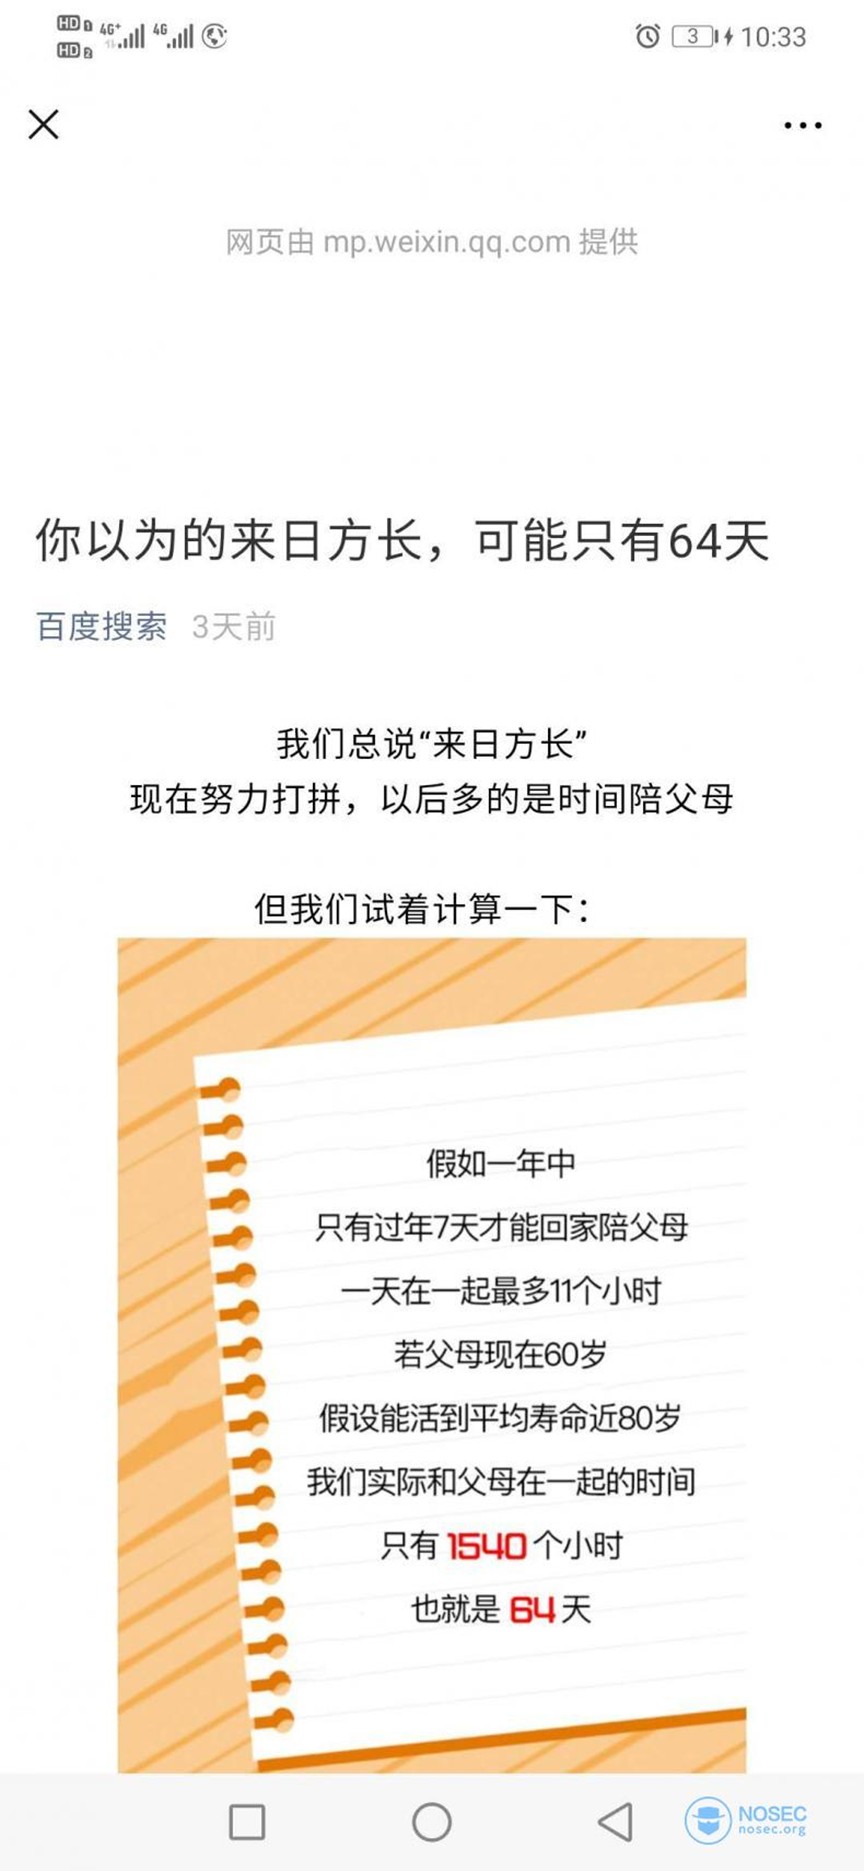 HD 1 4G+ 4G 3 10:33
HD 2
网页由 mp.weixin.qq.com 提供
你以为的来日方长，可能只有64天
百度搜索 3天前
我们总说“来日方长”
现在努力打拼，以后多的是时间陪父母
但我们试着计算一下：
假如一年中
只有过年7天才能回家陪父母
一天在一起最多11个小时
若父母现在60岁
假设能活到平均寿命近80岁
我们实际和父母在一起的时间
只有 1540 个小时
也就是 64 天
NOSEC
nosec.org